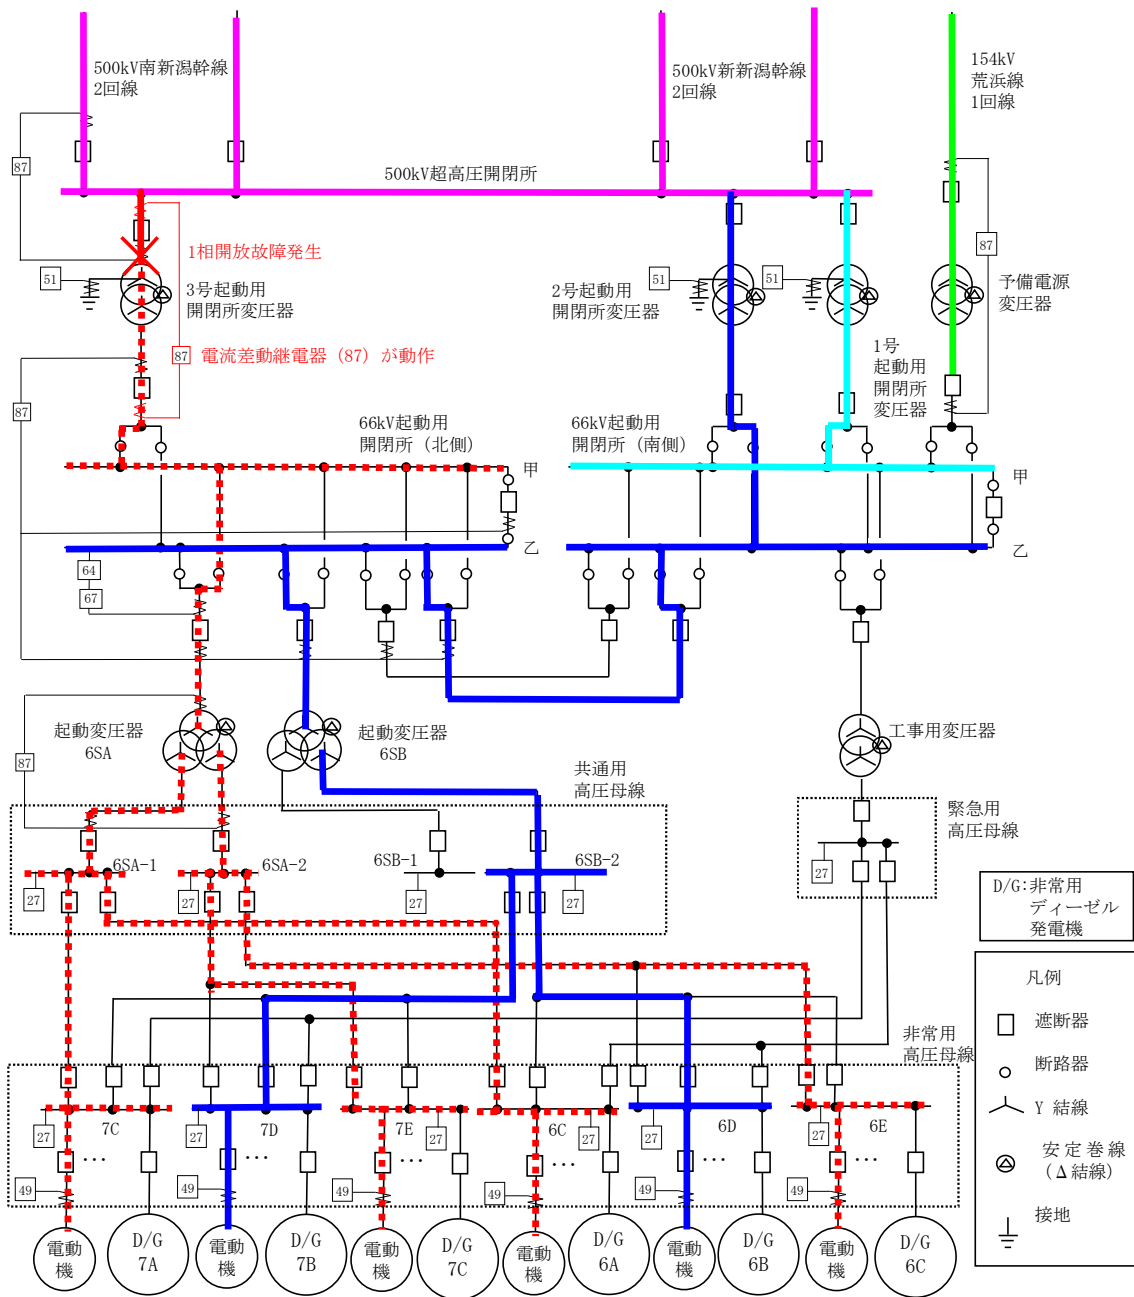 500kV南新潟幹線
2回線
500kV新新潟幹線
2回線
154kV
荒浜線
1回線
87
500kV超高圧開閉所
1相開放故障発生
87
51
3号起動用
開閉所変圧器
51
2号起動用
開閉所変圧器
51
予備電源
変圧器
87
電流差動継電器（87）が動作
1号
起動用
開閉所
変圧器
87
66kV起動用
開閉所（北側）
66kV起動用
開閉所（南側）
甲
甲
乙
乙
64
67
起動変圧器
6SA
起動変圧器
6SB
工事用変圧器
87
共通用
高圧母線
緊急用
高圧母線
6SA-1
6SA-2
6SB-1
6SB-2
27
27
27
27
27
D/G:非常用
ディーゼル
発電機
凡例
遮断器
断路器
Y 結線
安定巻線
(Δ結線)
接地
非常用
高圧母線
7C
7D
7E
6C
6D
6E
27
27
27
27
27
27
…
…
…
…
…
…
49
49
49
49
49
49
電動
機
D/G
7A
電動
機
D/G
7B
電動
機
D/G
7C
電動
機
D/G
6A
電動
機
D/G
6B
電動
機
D/G
6C